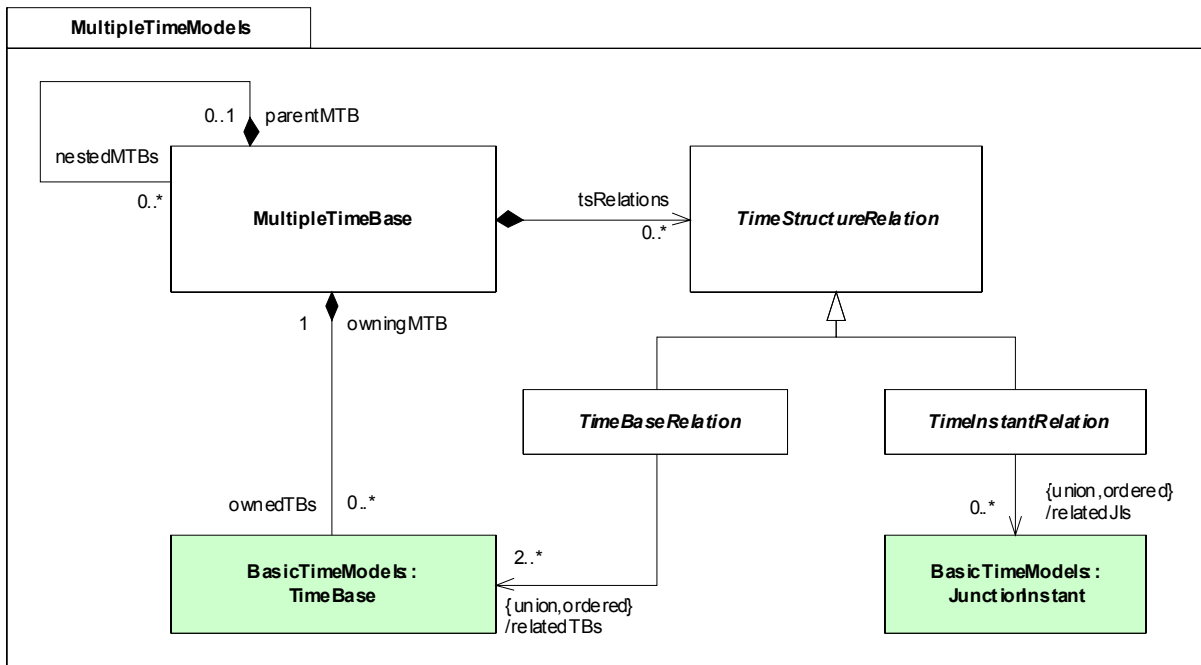 MultipleTimeModels
0..1
parentMTB
nestedMTBs
0..*
MultipleTimeBase
tsRelations
0..*
TimeStructureRelation
1
owningMTB
TimeBaseRelation
TimeInstantRelation
ownedTBs
0..*
{union,ordered}
/relatedJIs
0..*
BasicTimeModels::
TimeBase
2..*
{union,ordered}
/relatedTBs
BasicTimeModels::
JunctionInstant